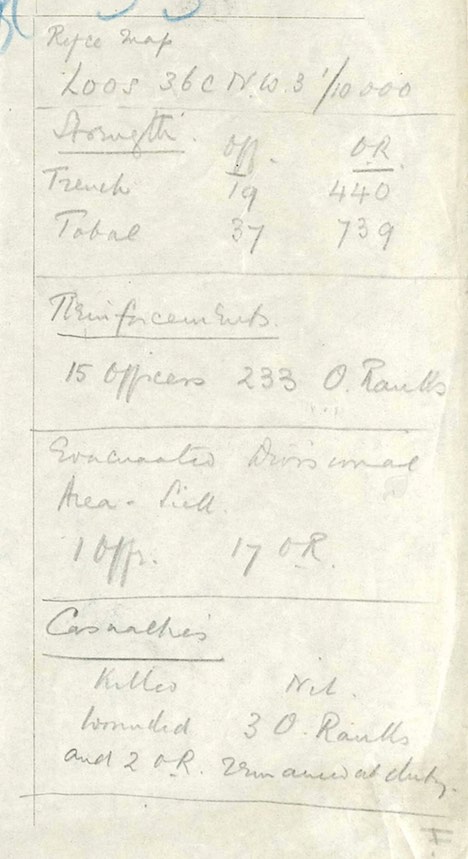 Refce map
LOOS 36C N.W.3 1/10000
Strength Off. O.R.
Trench 19 440
Total 37 739
Reinforcements
15 Officers 233 O. Ranks
Evacuated Divisional
Area - Sick
1 Offr. 17 O.R.
Casualties
Killed Nil.
Wounded 3 O. Ranks
and 2 O.R. remained at duty.